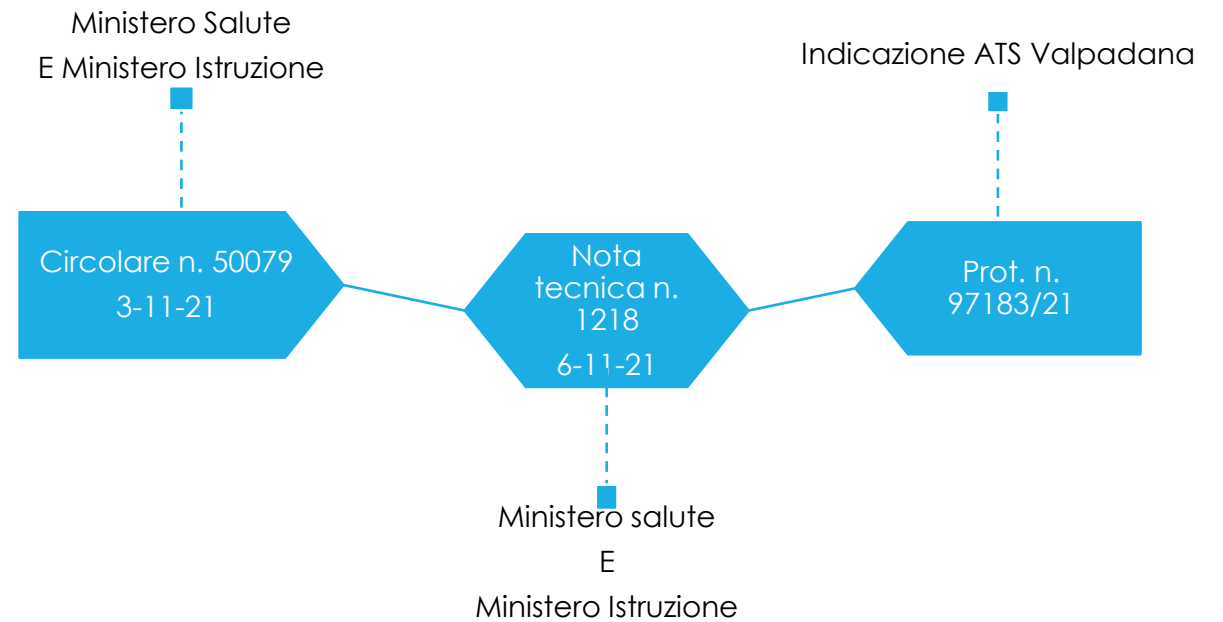 Ministero Salute
E Ministero Istruzione
Indicazione ATS Valpadana
Circolare n. 50079
3-11-21
Nota
tecnica n.
1218
6-11-21
Prot. n.
97183/21
Ministero salute
E
Ministero Istruzione